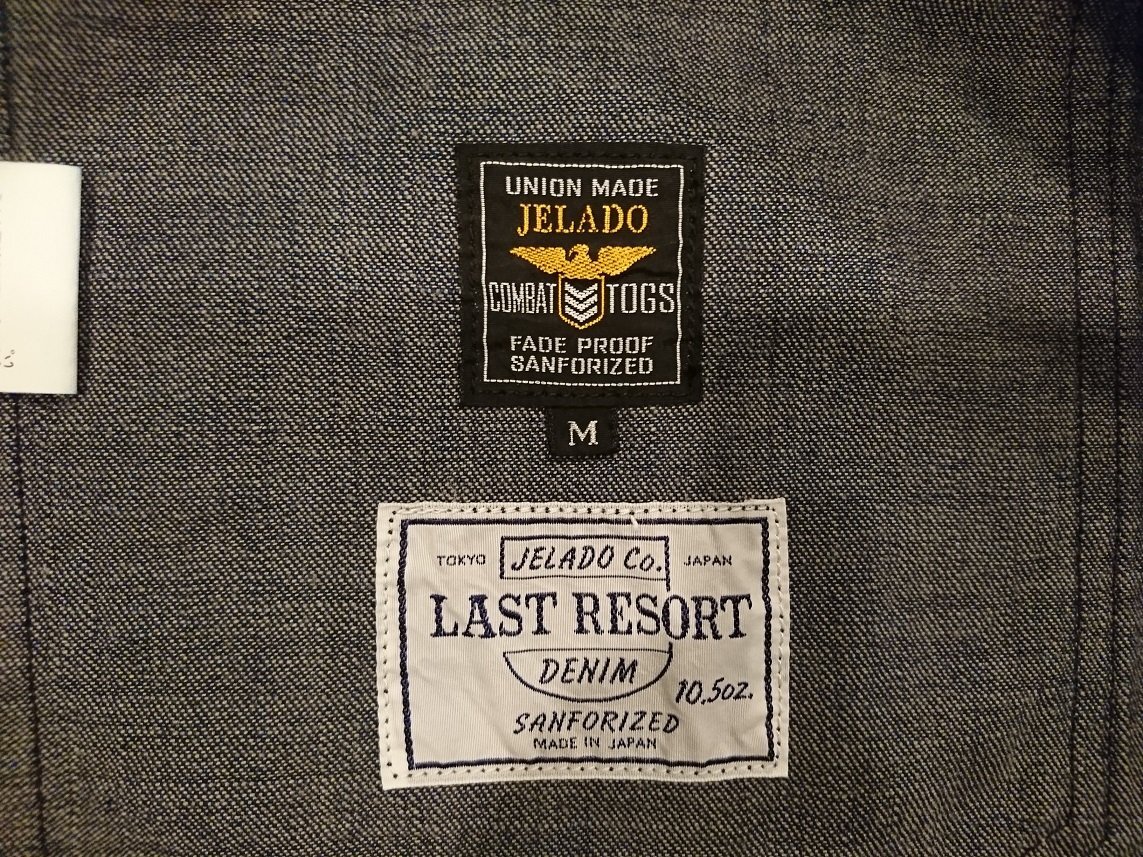 UNION MADE
JELADO
COMBAT TOGS
FADE PROOF
SANFORIZED
M
TOKYO JELADO Co. JAPAN
LAST RESORT
DENIM
10.5oz.
SANFORIZED
MADE IN JAPAN